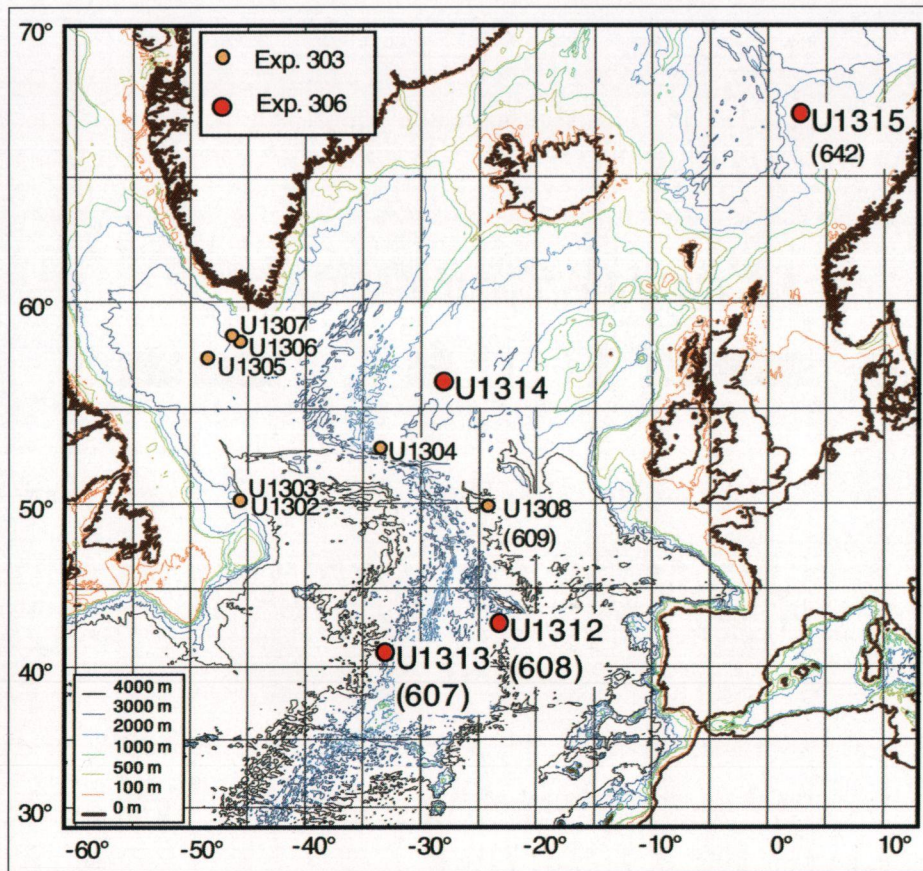 70°
60°
50°
40°
30°
Exp. 303
Exp. 306
U1315
(642)
U1307
U1306
U1305
U1314
U1304
U1303
U1302
U1308
(609)
U1312
(608)
U1313
(607)
4000 m
3000 m
2000 m
1000 m
500 m
100 m
0 m
-60°
-50°
-40°
-30°
-20°
-10°
0°
10°